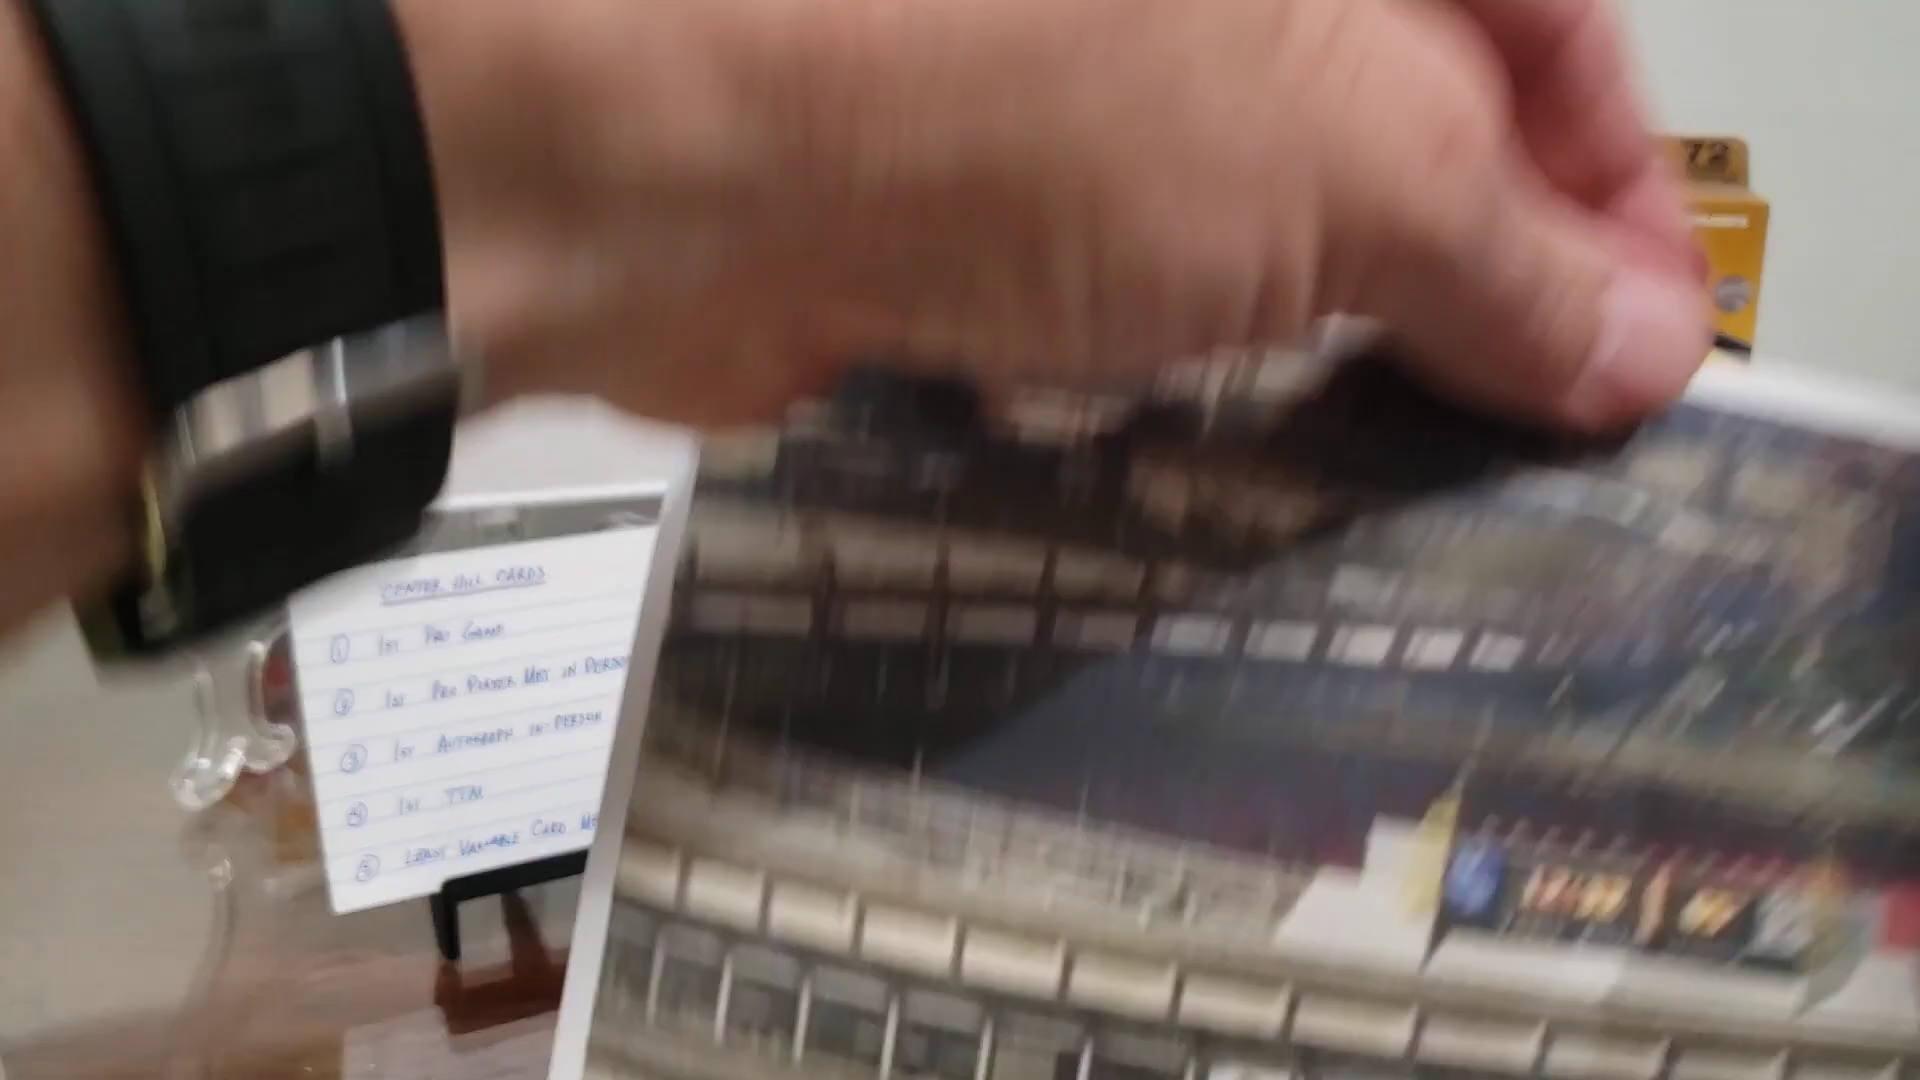 72
CENTER HILL CARDS
① 1ST PRO GAME
② 1ST PRO PLAYER MET IN PERSON
③ 1ST AUTOGRAPH IN-PERSON
④ 1ST TTM
⑤ LEAST VALUABLE CARD